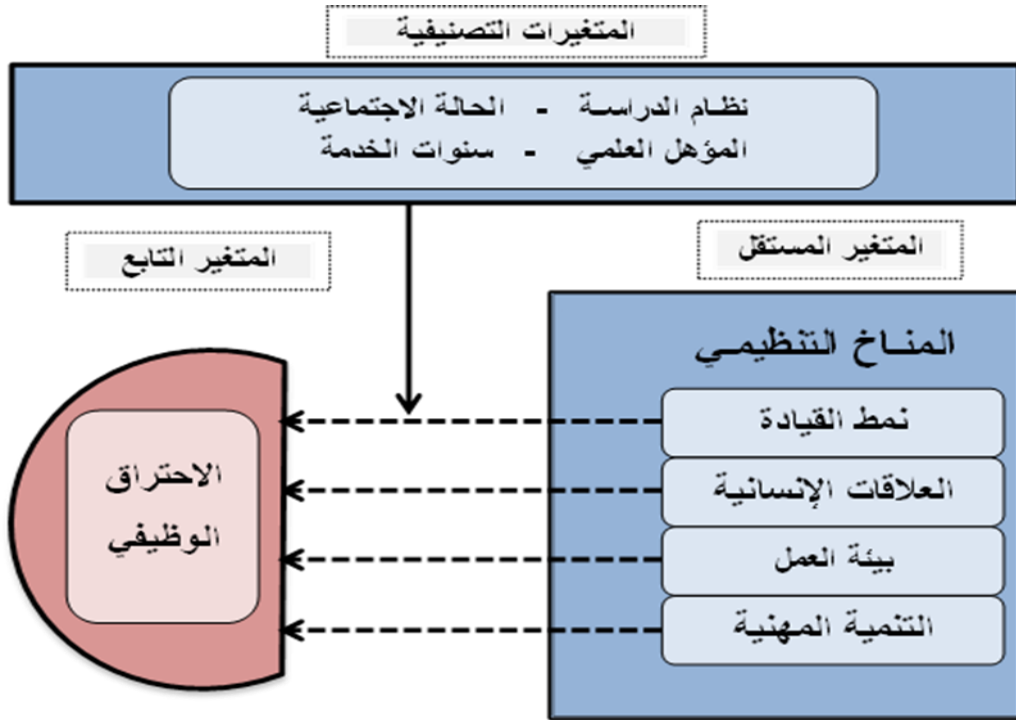 المتغيرات التصنيفية
نظام الدراسة - الحالة الاجتماعية
المؤهل العلمي - سنوات الخدمة
المتغير المستقل
المتغير التابع
المناخ التنظيمي
نمط القيادة
العلاقات الإنسانية
بيئة العمل
التنمية المهنية
الاحتراق
الوظيفي